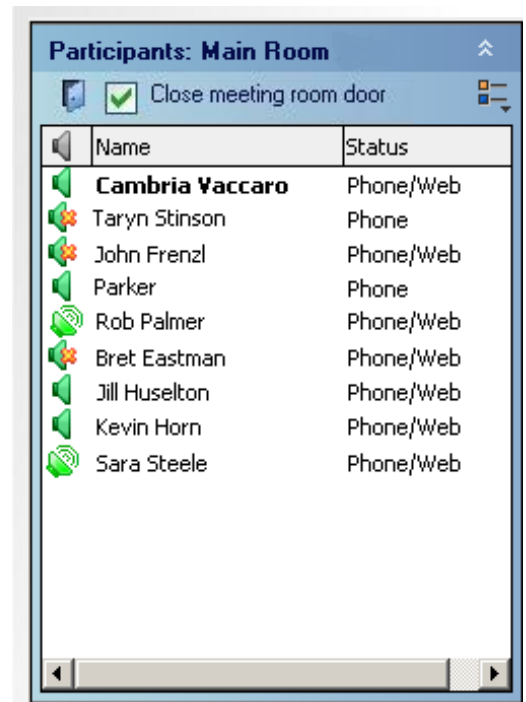 Participants: Main Room
Close meeting room door
Name Status
Cambria Vaccaro Phone/Web
Taryn Stinson Phone
John Frenzl Phone/Web
Parker Phone
Rob Palmer Phone/Web
Bret Eastman Phone/Web
Jill Huselton Phone/Web
Kevin Horn Phone/Web
Sara Steele Phone/Web